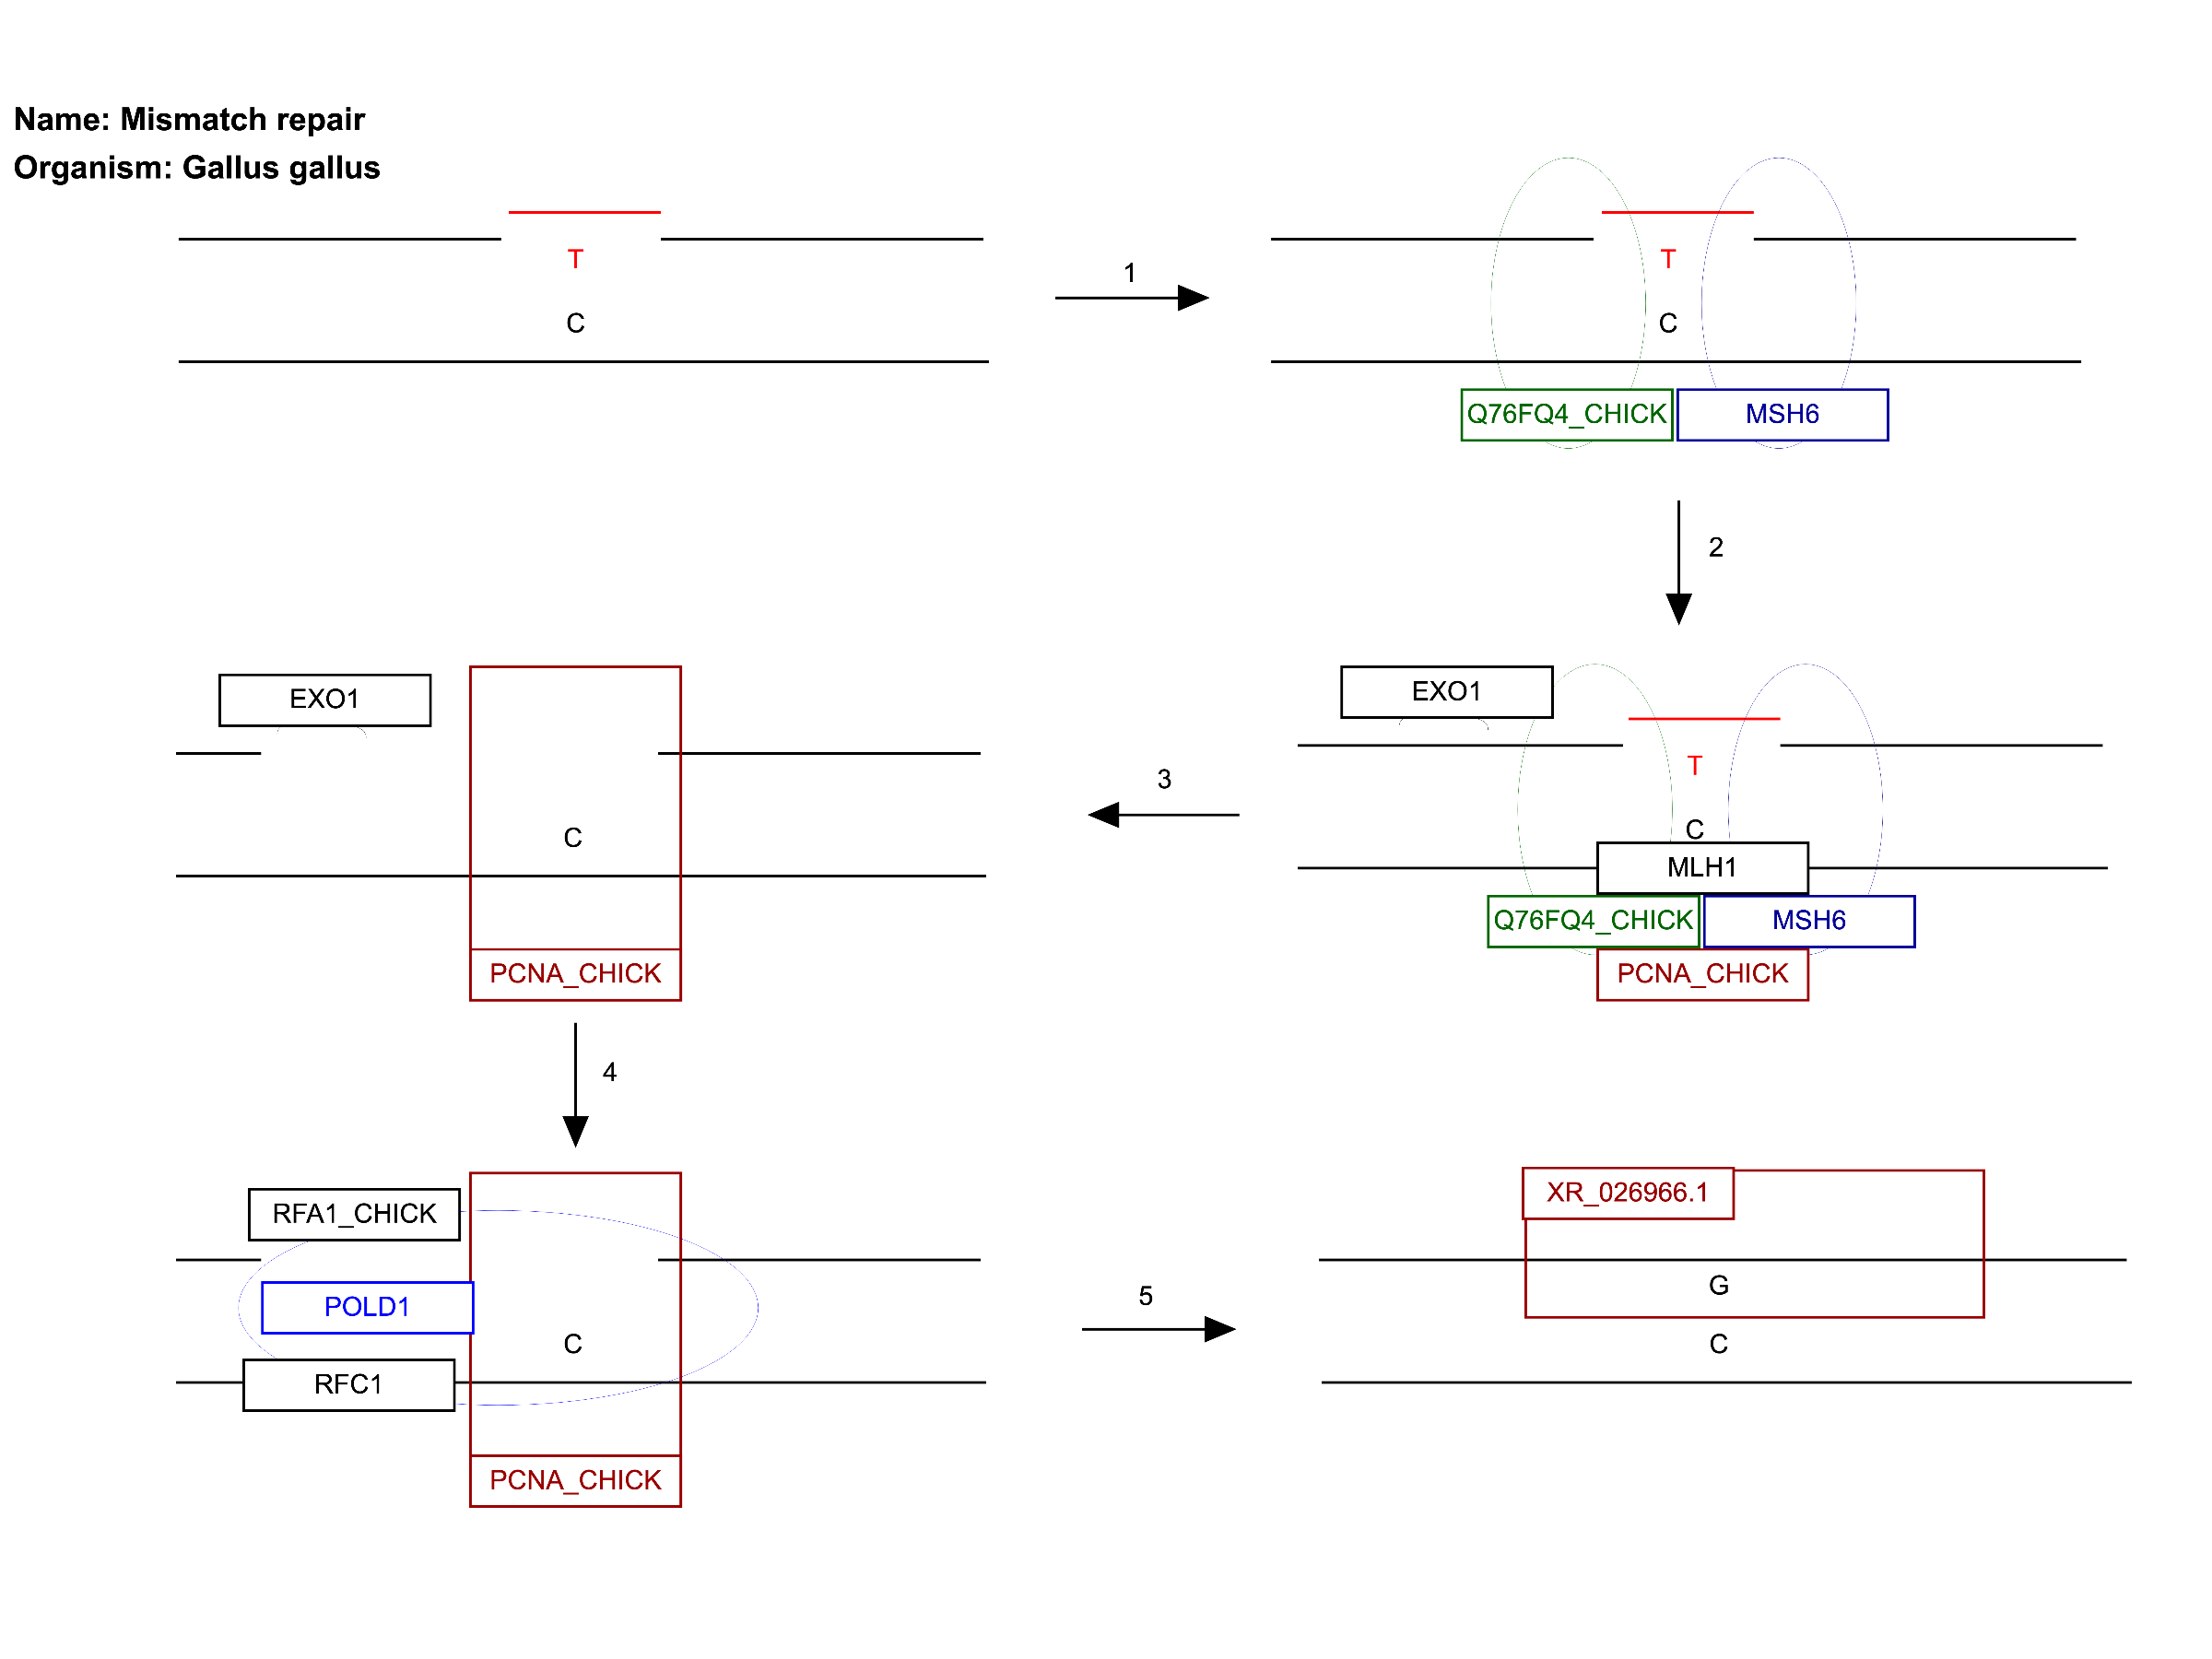 Name: Mismatch repair
Organism: Gallus gallus
T
C
1
T
C
Q76FQ4_CHICK
MSH6
2
EXO1
C
PCNA_CHICK
3
EXO1
T
C
MLH1
Q76FQ4_CHICK
MSH6
PCNA_CHICK
4
RFA1_CHICK
POLD1
C
RFC1
PCNA_CHICK
5
XR_026966.1
G
C